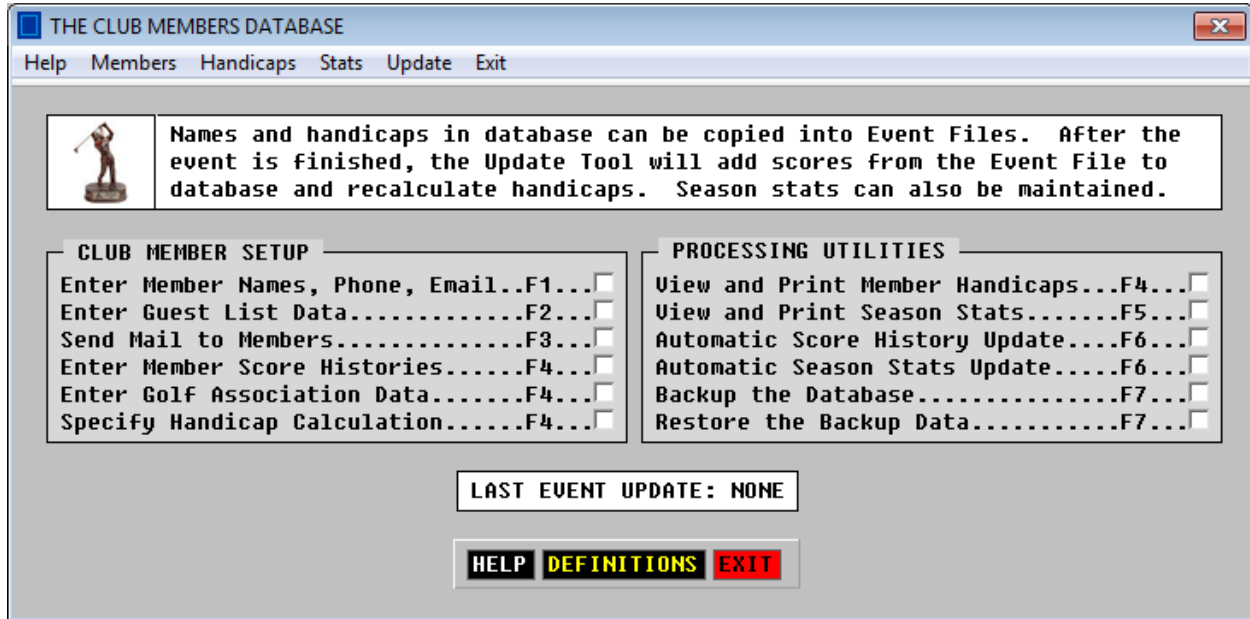 THE CLUB MEMBERS DATABASE
Help Members Handicaps Stats Update Exit
Names and handicaps in database can be copied into Event Files.  After the
event is finished, the Update Tool will add scores from the Event File to
database and recalculate handicaps.  Season stats can also be maintained.
CLUB MEMBER SETUP
Enter Member Names, Phone, Email..F1...
Enter Guest List Data.............F2...
Send Mail to Members..............F3...
Enter Member Score Histories......F4...
Enter Golf Association Data.......F4...
Specify Handicap Calculation......F4...
PROCESSING UTILITIES
View and Print Member Handicaps...F4...
View and Print Season Stats.......F5...
Automatic Score History Update....F6...
Automatic Season Stats Update.....F6...
Backup the Database...............F7...
Restore the Backup Data...........F7...
LAST EVENT UPDATE: NONE
HELP DEFINITIONS EXIT